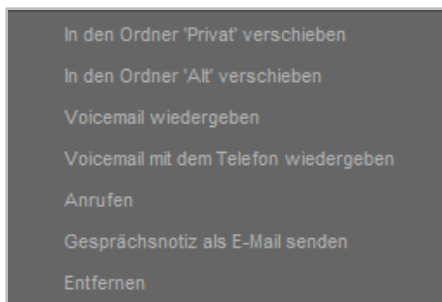 In den Ordner 'Privat' verschieben
In den Ordner 'Alt' verschieben
Voicemail wiedergeben
Voicemail mit dem Telefon wiedergeben
Anrufen
Gesprächsnotiz als E-Mail senden
Entfernen